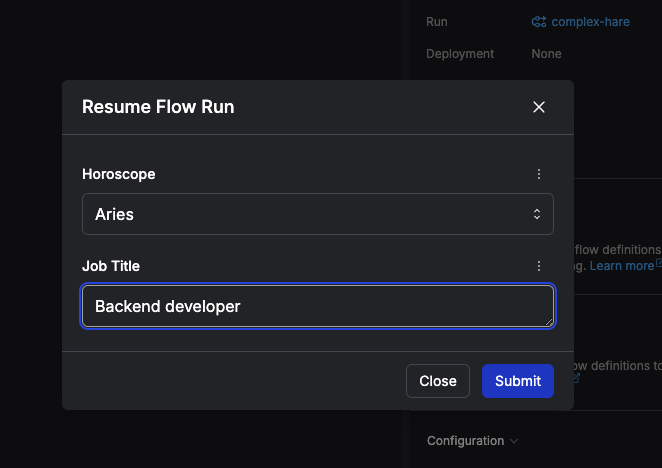 Run complex-hare
Deployment None
Resume Flow Run
Horoscope
Aries
Job Title
Backend developer
flow definitions
Learn more
Close Submit
flow definitions to
Configuration